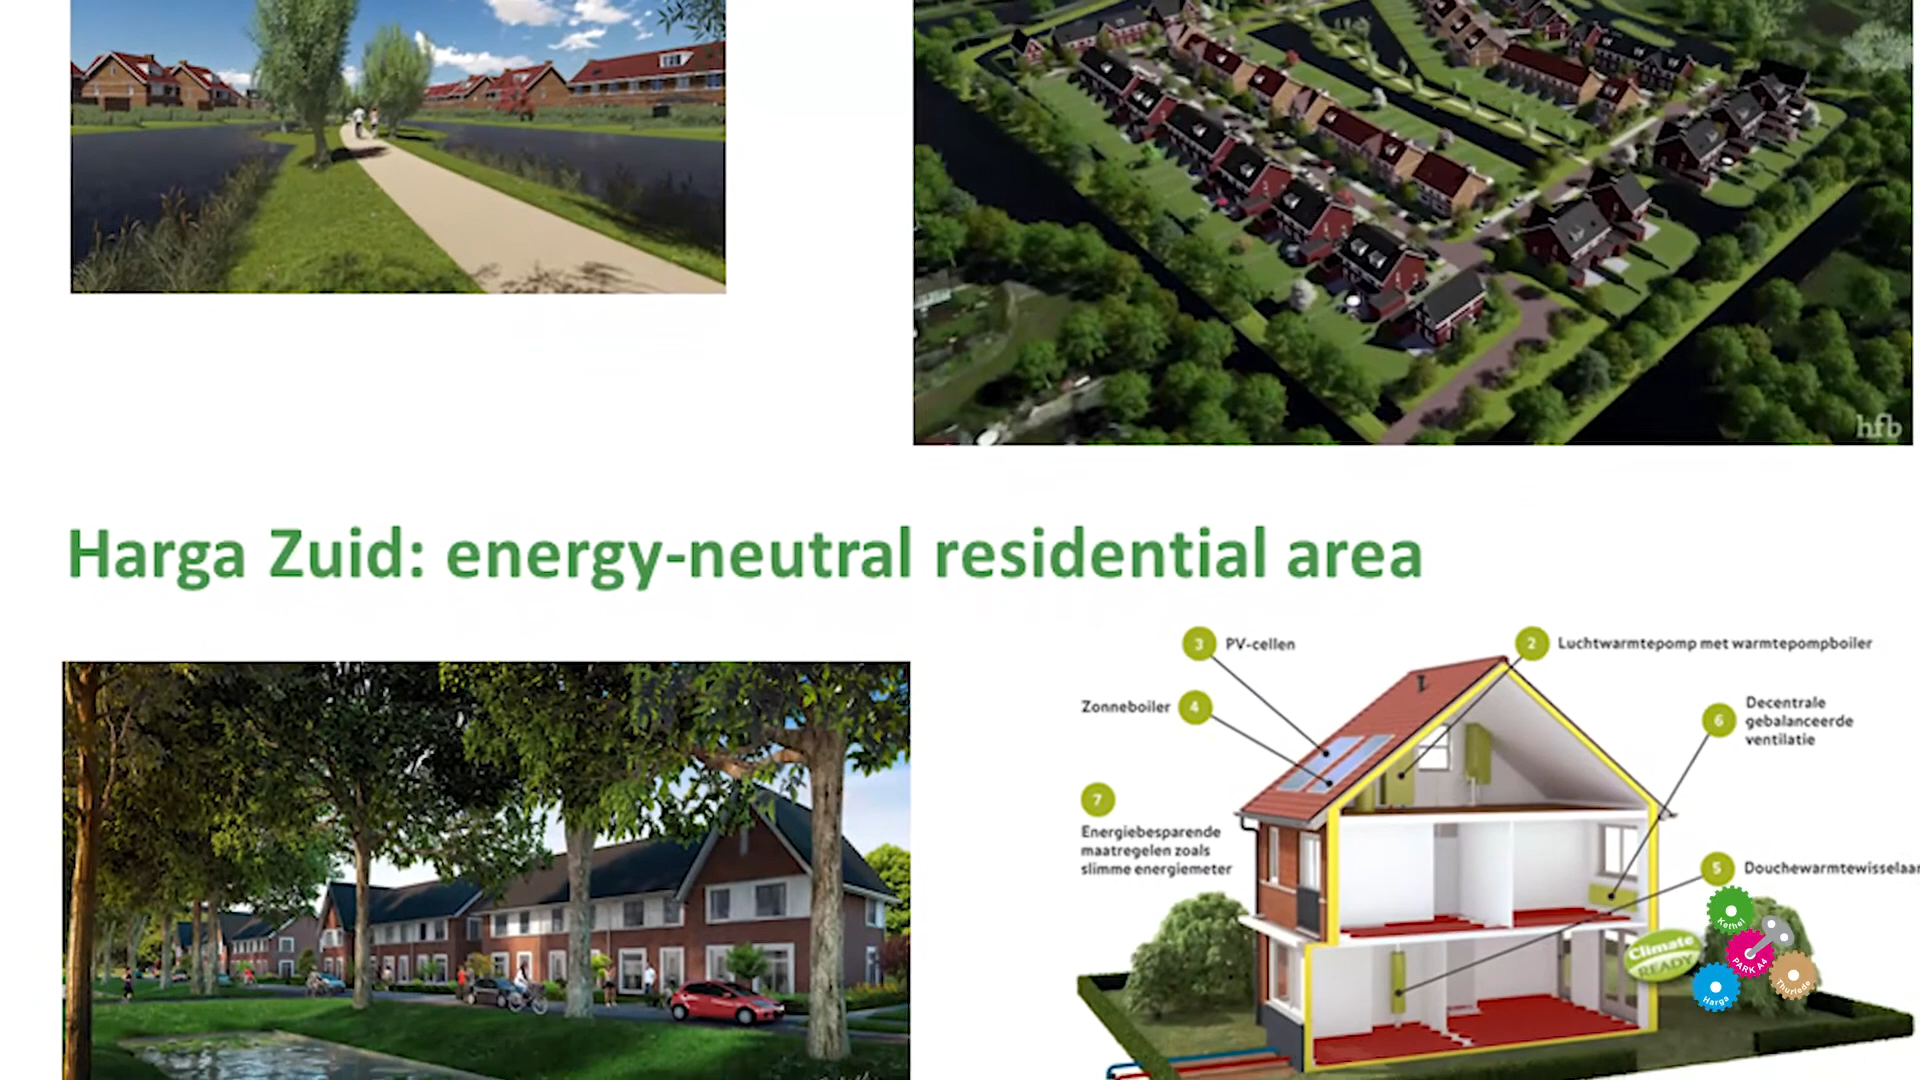 hfb
Harga Zuid: energy-neutral residential area
3 PV-cellen
2 Luchtwarmtepomp met warmtepompboiler
Zonneboiler 4
6 Decentrale
gebalanceerde
ventilatie
7
Energiebesparende
maatregelen zoals
slimme energiemeter
5 Douchewarmtewisselaar
Climate
READY
Kethel
PARK A4
Harga
Thurlede